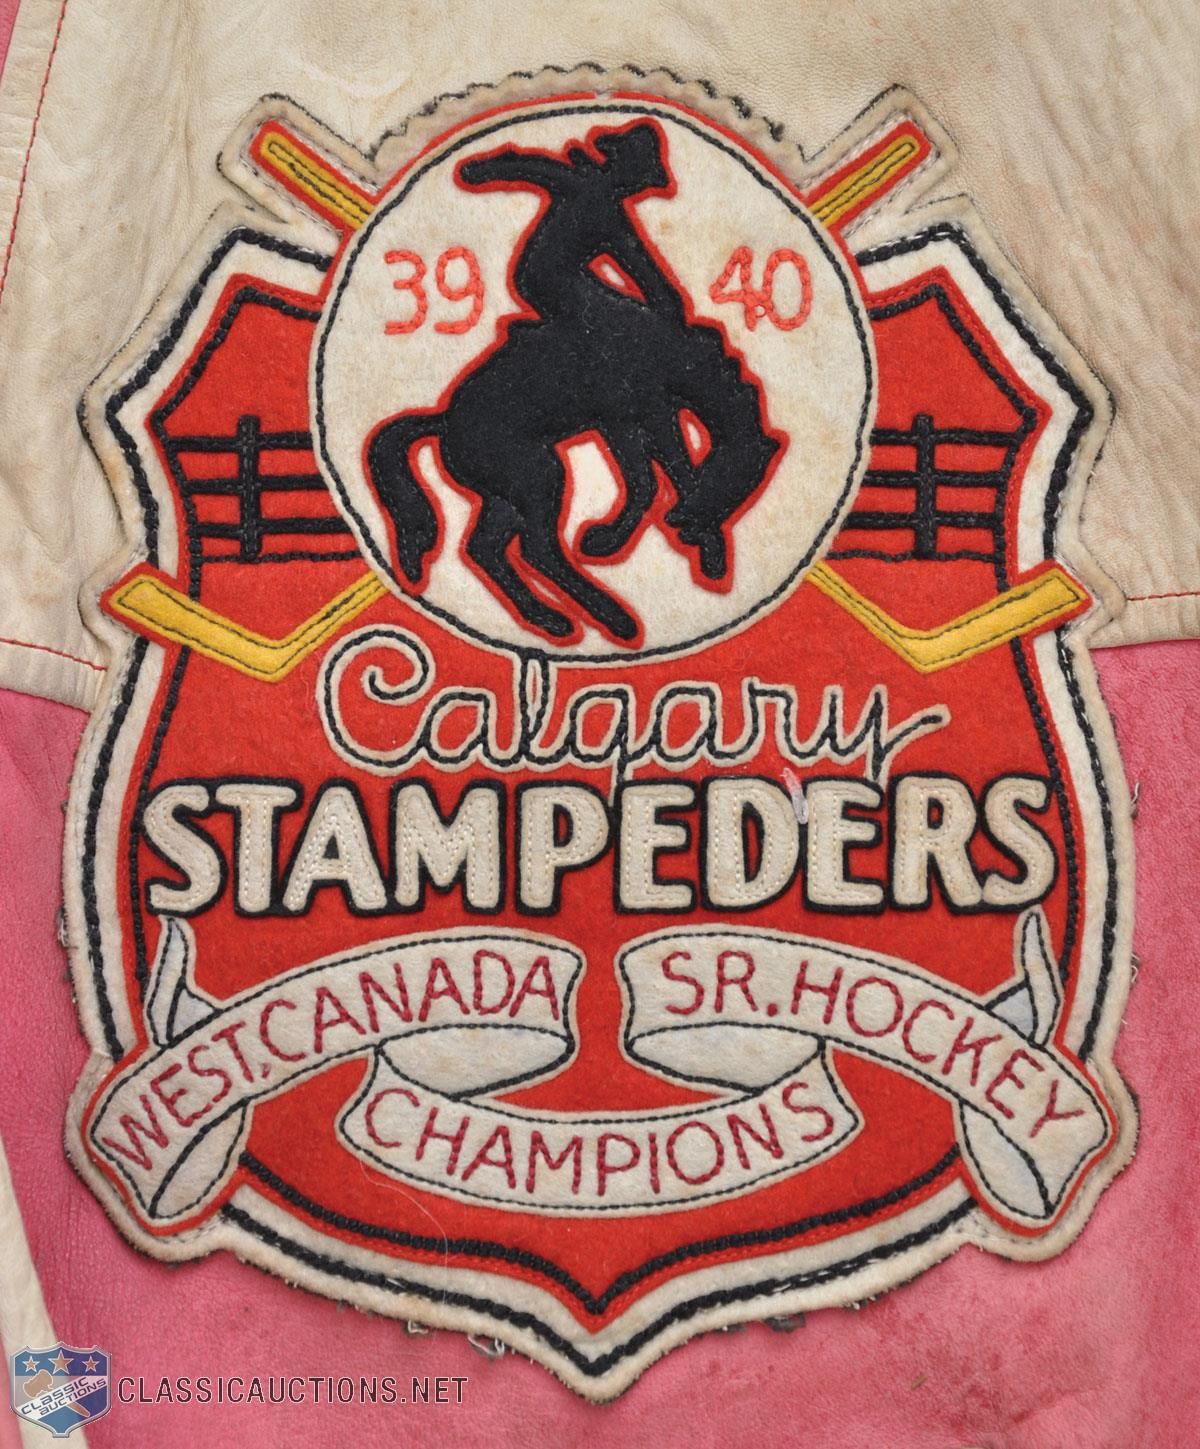 39 40
Calgary
STAMPEDERS
WEST, CANADA SR. HOCKEY
CHAMPIONS
CLASSIC AUCTIONS
CLASSICAUCTIONS.NET